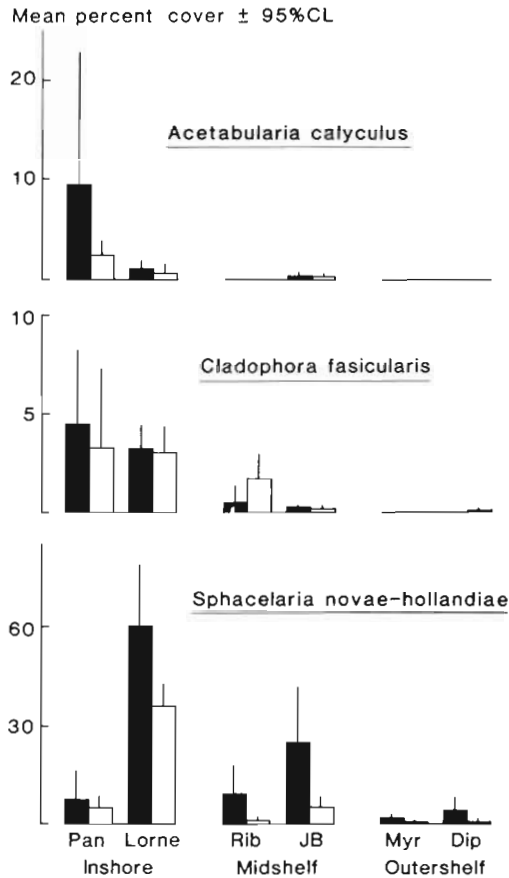 Mean percent cover ± 95%CL
20
Acetabularia calyculus
10
10
Cladophora fasicularis
5
Sphacelaria novae-hollandiae
60
30
Pan Lorne Rib JB Myr Dip
Inshore Midshelf Outershelf